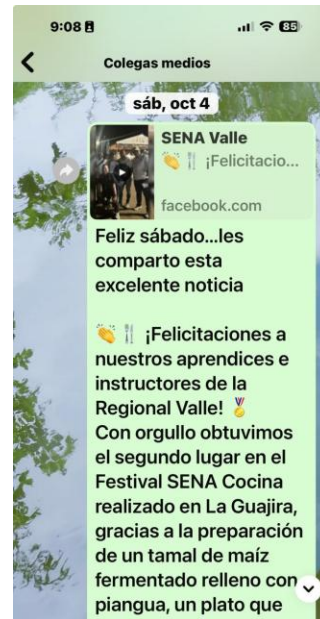 9:08
85
Colegas medios
sáb, oct 4
SENA Valle
👏🍴 ¡Felicitacio...
facebook.com
Feliz sábado...les
comparto esta
excelente noticia
👏🍴 ¡Felicitaciones a
nuestros aprendices e
instructores de la
Regional Valle! 🏅
Con orgullo obtuvimos
el segundo lugar en el
Festival SENA Cocina
realizado en La Guajira,
gracias a la preparación
de un tamal de maíz
fermentado relleno con
piangua, un plato que